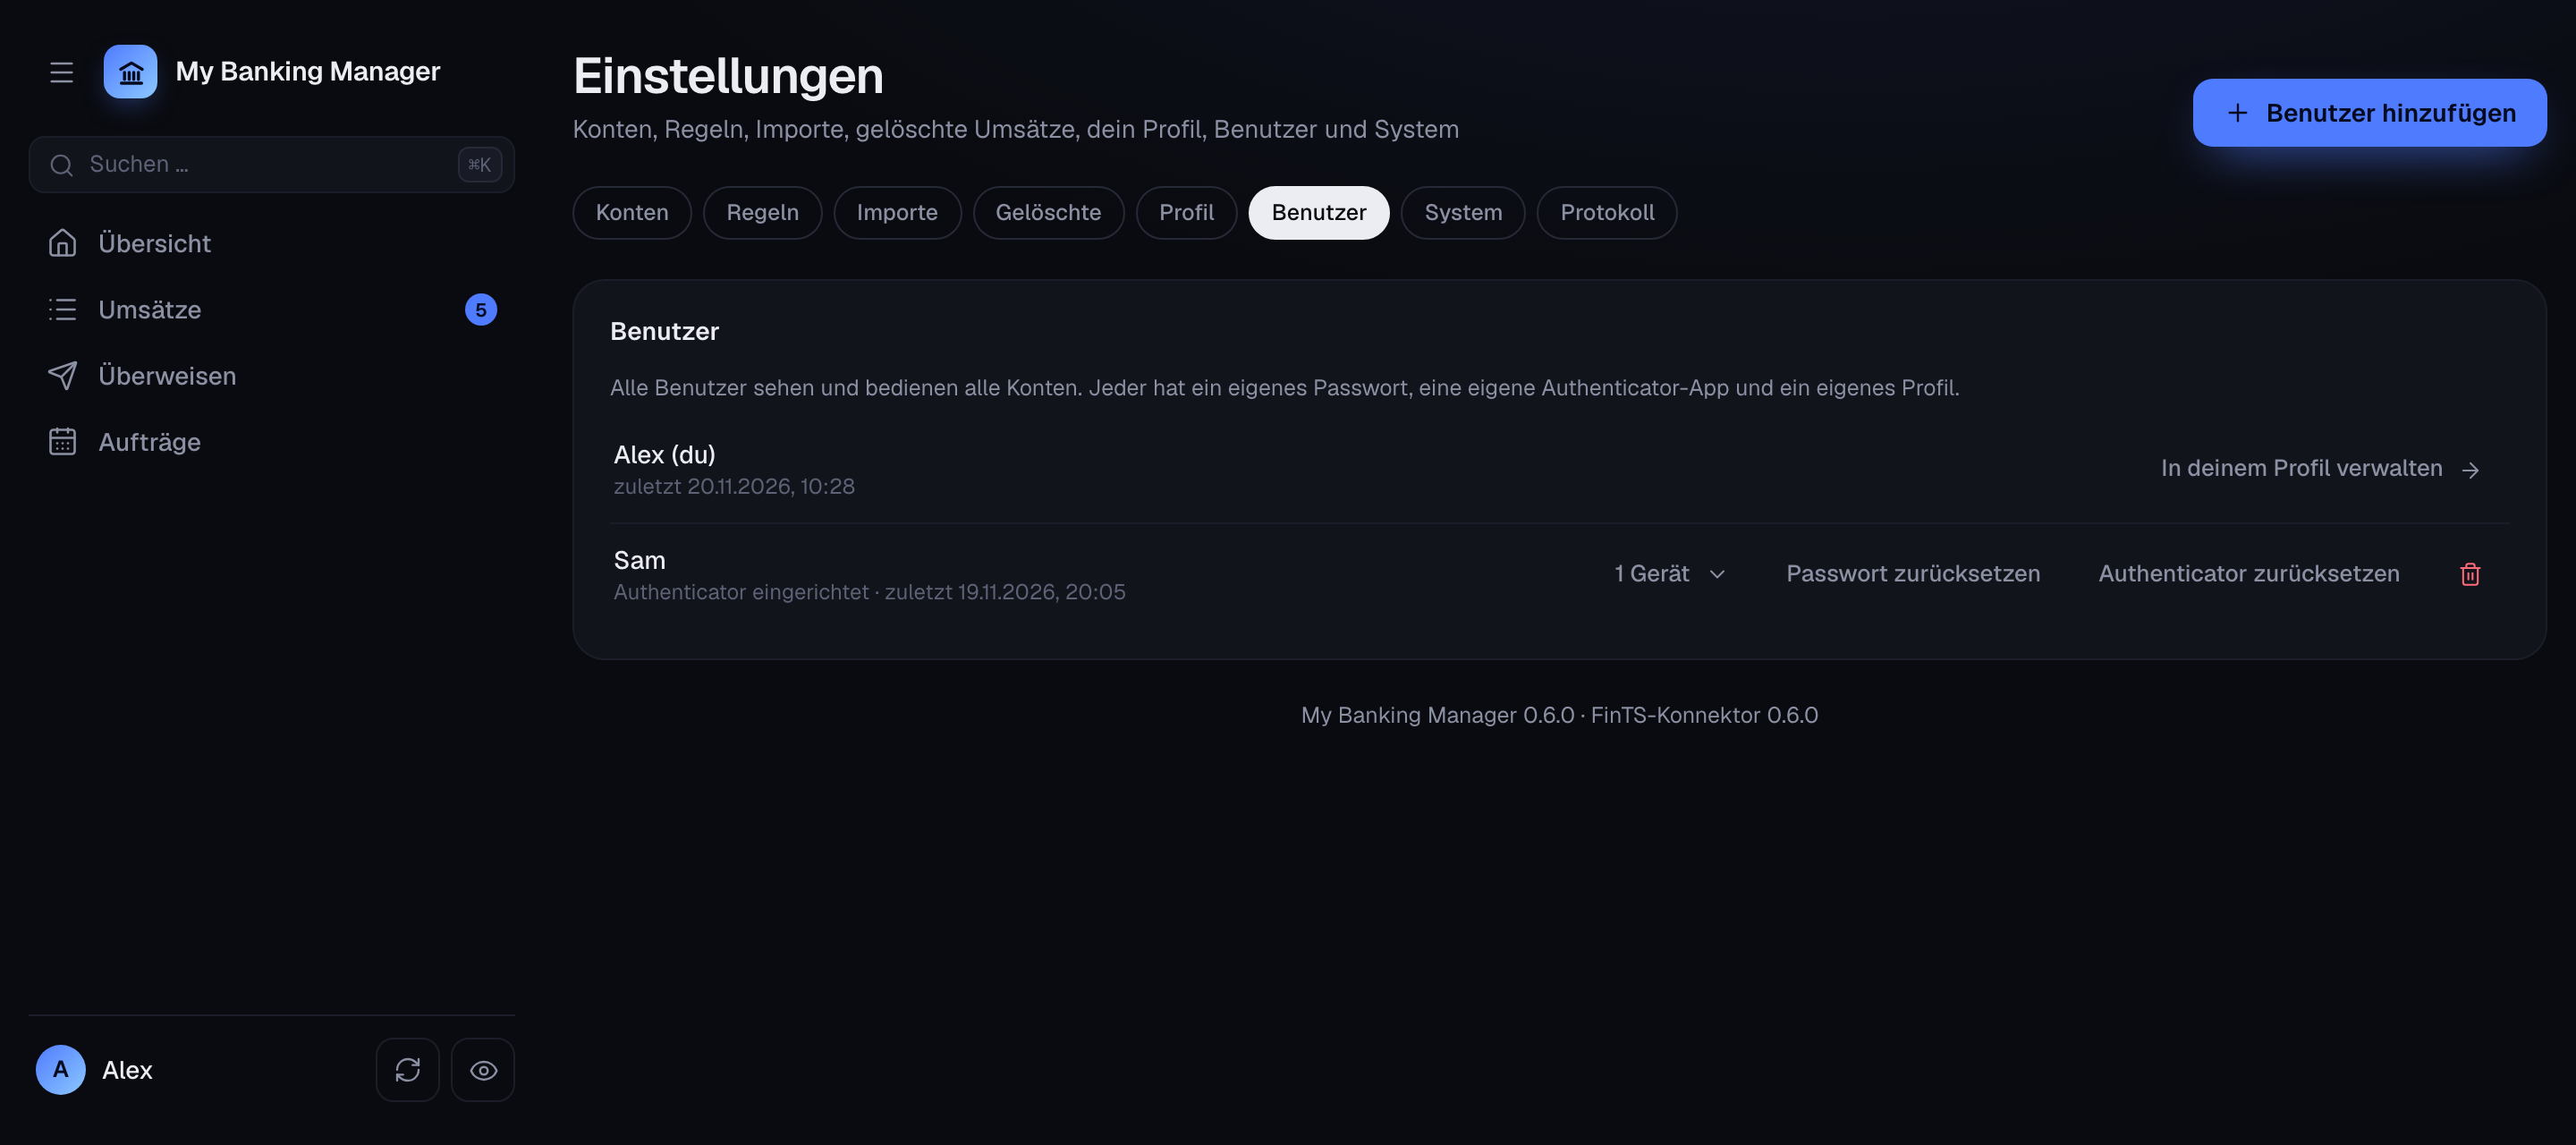 My Banking Manager
Suchen …
⌘K
Übersicht
Umsätze
5
Überweisen
Aufträge
A
Alex
Einstellungen
Konten, Regeln, Importe, gelöschte Umsätze, dein Profil, Benutzer und System
Benutzer hinzufügen
Konten Regeln Importe Gelöschte Profil Benutzer System Protokoll
Benutzer
Alle Benutzer sehen und bedienen alle Konten. Jeder hat ein eigenes Passwort, eine eigene Authenticator-App und ein eigenes Profil.
Alex (du)
zuletzt 20.11.2026, 10:28
In deinem Profil verwalten
Sam
Authenticator eingerichtet · zuletzt 19.11.2026, 20:05
1 Gerät
Passwort zurücksetzen
Authenticator zurücksetzen
My Banking Manager 0.6.0 · FinTS-Konnektor 0.6.0